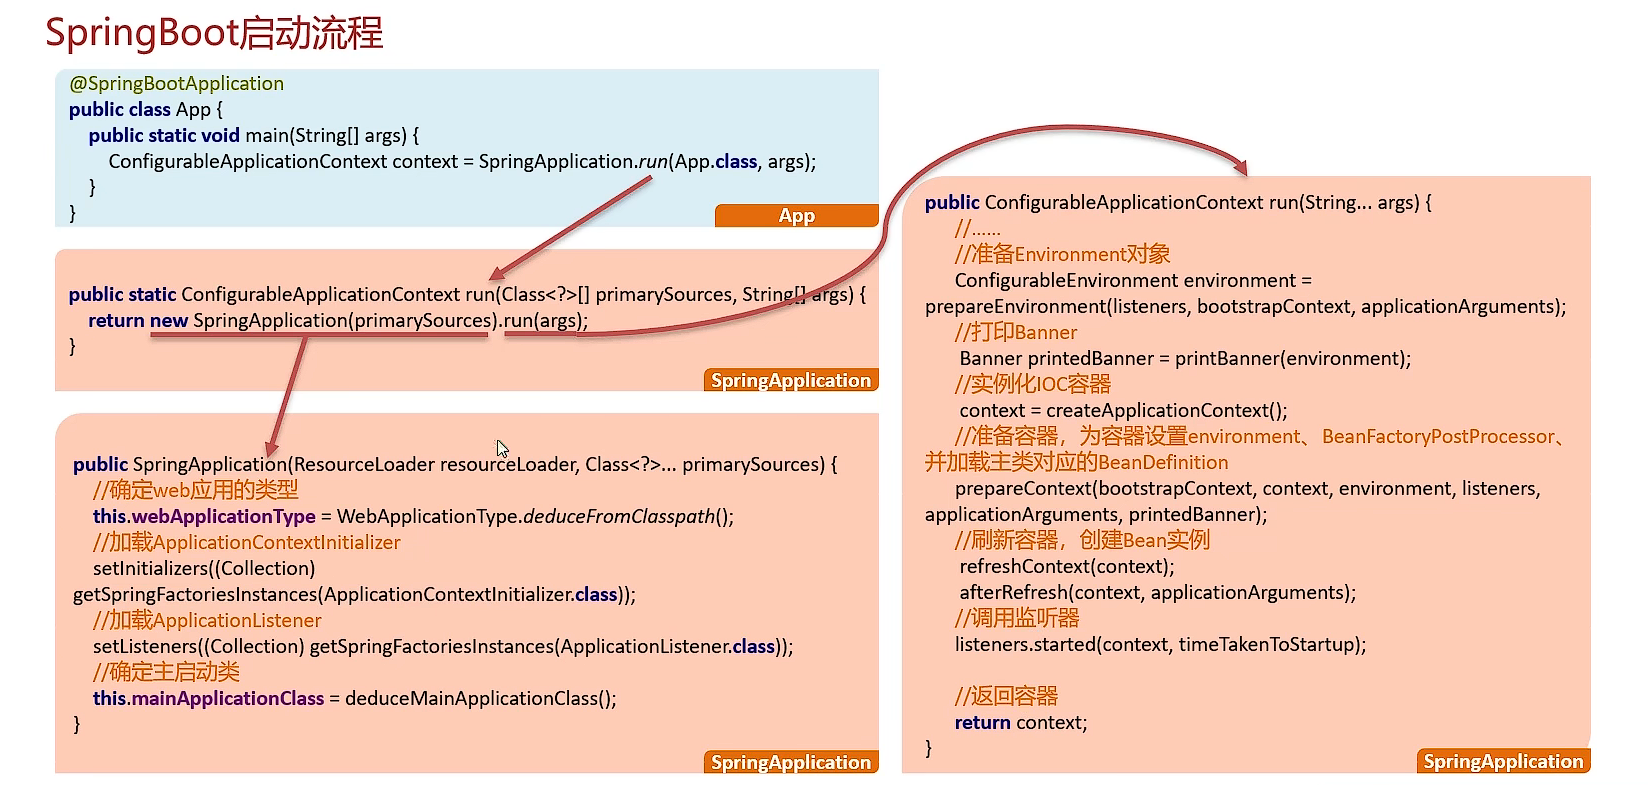 SpringBoot启动流程
@SpringBootApplication
public class App {
public static void main(String[] args) {
ConfigurableApplicationContext context = SpringApplication.run(App.class, args);
}
}
App
public static ConfigurableApplicationContext run(Class<?>[] primarySources, String[] args) {
return new SpringApplication(primarySources).run(args);
}
SpringApplication
public SpringApplication(ResourceLoader resourceLoader, Class<?>... primarySources) {
//确定web应用的类型
this.webApplicationType = WebApplicationType.deduceFromClasspath();
//加载ApplicationContextInitializer
setInitializers((Collection)
getSpringFactoriesInstances(ApplicationContextInitializer.class));
//加载ApplicationListener
setListeners((Collection) getSpringFactoriesInstances(ApplicationListener.class));
//确定主启动类
this.mainApplicationClass = deduceMainApplicationClass();
}
SpringApplication
public ConfigurableApplicationContext run(String... args) {
//......
//准备Environment对象
ConfigurableEnvironment environment =
prepareEnvironment(listeners, bootstrapContext, applicationArguments);
//打印Banner
Banner printedBanner = printBanner(environment);
//实例化IOC容器
context = createApplicationContext();
//准备容器，为容器设置environment、BeanFactoryPostProcessor、
并加载主类对应的BeanDefinition
prepareContext(bootstrapContext, context, environment, listeners,
applicationArguments, printedBanner);
//刷新容器，创建Bean实例
refreshContext(context);
afterRefresh(context, applicationArguments);
//调用监听器
listeners.started(context, timeTakenToStartup);
//返回容器
return context;
}
SpringApplication